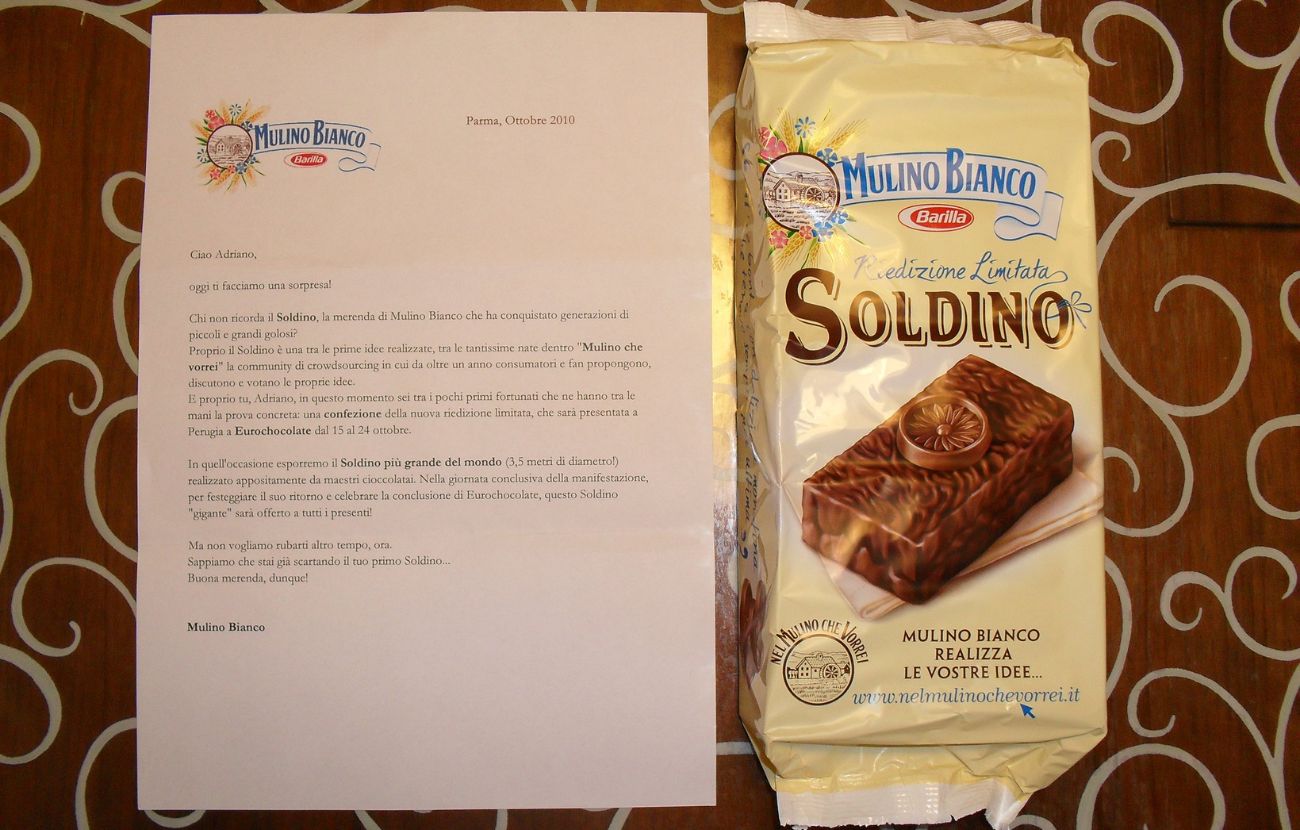 MULINO BIANCO
Barilla
Parma, Ottobre 2010
Ciao Adriano,
oggi ti facciamo una sorpresa!
Chi non ricorda il Soldino, la merenda di Mulino Bianco che ha conquistato generazioni di
piccoli e grandi golosi?
Proprio il Soldino è una tra le prime idee realizzate, tra le tantissime nate dentro "Mulino che
vorrei" la community di crowdsourcing in cui da oltre un anno consumatori e fan propongono,
discutono e votano le proprie idee.
E proprio tu, Adriano, in questo momento sei tra i pochi primi fortunati che ne hanno tra le
mani la prova concreta: una confezione della nuova riedizione limitata, che sarà presentata a
Perugia a Eurochocolate dal 15 al 24 ottobre.
In quell'occasione esporremo il Soldino più grande del mondo (3,5 metri di diametro!)
realizzato appositamente da maestri cioccolatai. Nella giornata conclusiva della manifestazione,
per festeggiare il suo ritorno e celebrare la conclusione di Eurochocolate, questo Soldino
"gigante" sarà offerto a tutti i presenti!
Ma non vogliamo rubarti altro tempo, ora.
Sappiamo che stai già scartando il tuo primo Soldino...
Buona merenda, dunque!
Mulino Bianco
MULINO BIANCO
Barilla
Riedizione Limitata
SOLDINO
NEL MULINO CHE VORREI
MULINO BIANCO
REALIZZA
LE VOSTRE IDEE...
www.nelmulinochevorrei.it